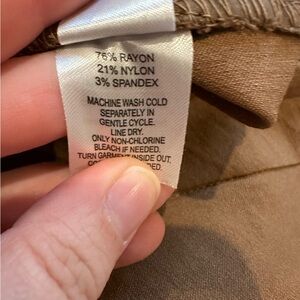 76% RAYON
21% NYLON
3% SPANDEX
MACHINE WASH COLD
SEPARATELY IN
GENTLE CYCLE.
LINE DRY.
ONLY NON-CHLORINE
BLEACH IF NEEDED.
TURN GARMENT INSIDE OUT.